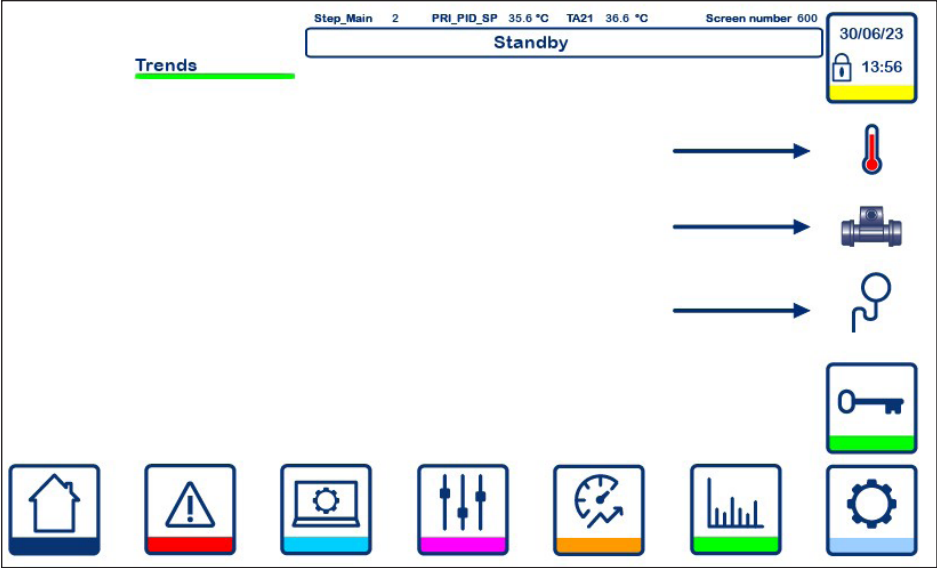 Step_Main 2 PRI_PID_SP 35.6 °C TA21 36.6 °C Screen number 600
Standby
30/06/23
13:56
Trends